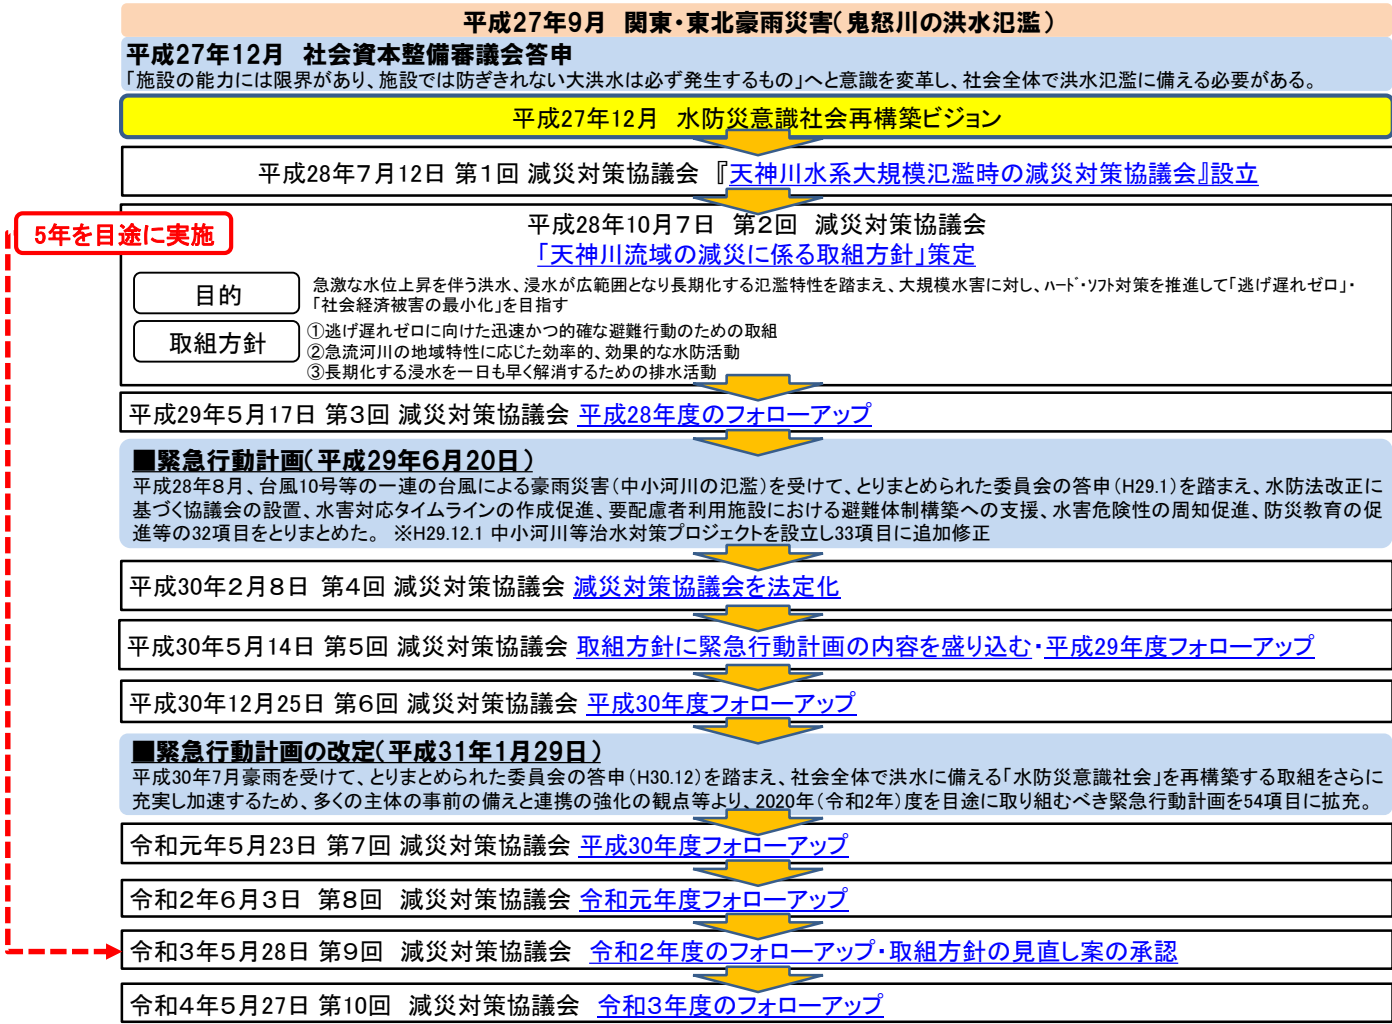 平成27年9月　関東・東北豪雨災害（鬼怒川の洪水氾濫）
平成27年12月　社会資本整備審議会答申
「施設の能力には限界があり、施設では防ぎきれない大洪水は必ず発生するもの」へと意識を変革し、社会全体で洪水氾濫に備える必要がある。
平成27年12月　水防災意識社会再構築ビジョン
平成28年7月12日 第１回 減災対策協議会 『天神川水系大規模氾濫時の減災対策協議会』設立
5年を目途に実施
平成28年10月7日　第２回　減災対策協議会
「天神川流域の減災に係る取組方針」策定
目的
急激な水位上昇を伴う洪水、浸水が広範囲となり長期化する氾濫特性を踏まえ、大規模水害に対し、ﾊｰﾄﾞ・ｿﾌﾄ対策を推進して「逃げ遅れゼロ」・
「社会経済被害の最小化」を目指す
取組方針
①逃げ遅れゼロに向けた迅速かつ的確な避難行動のための取組
②急流河川の地域特性に応じた効率的、効果的な水防活動
③長期化する浸水を一日も早く解消するための排水活動
平成29年５月17日 第３回 減災対策協議会 平成28年度のフォローアップ
■緊急行動計画（平成29年６月20日）
平成28年８月、台風10号等の一連の台風による豪雨災害（中小河川の氾濫）を受けて、とりまとめられた委員会の答申（H29.1）を踏まえ、水防法改正に
基づく協議会の設置、水害対応タイムラインの作成促進、要配慮者利用施設における避難体制構築への支援、水害危険性の周知促進、防災教育の促
進等の32項目をとりまとめた。　※H29.12.1 中小河川等治水対策プロジェクトを設立し33項目に追加修正
平成30年２月８日 第４回 減災対策協議会 減災対策協議会を法定化
平成30年５月14日 第５回 減災対策協議会 取組方針に緊急行動計画の内容を盛り込む・平成29年度フォローアップ
平成30年12月25日 第６回 減災対策協議会 平成30年度フォローアップ
■緊急行動計画の改定（平成31年１月29日）
平成30年７月豪雨を受けて、とりまとめられた委員会の答申（H30.12）を踏まえ、社会全体で洪水に備える「水防災意識社会」を再構築する取組をさらに
充実し加速するため、多くの主体の事前の備えと連携の強化の観点等より、2020年（令和2年）度を目途に取り組むべき緊急行動計画を54項目に拡充。
令和元年５月23日 第７回 減災対策協議会 平成30年度フォローアップ
令和２年６月３日　第８回　減災対策協議会 令和元年度フォローアップ
令和３年５月28日 第９回　減災対策協議会　令和２年度のフォローアップ・取組方針の見直し案の承認
令和４年５月27日 第10回　減災対策協議会　令和３年度のフォローアップ